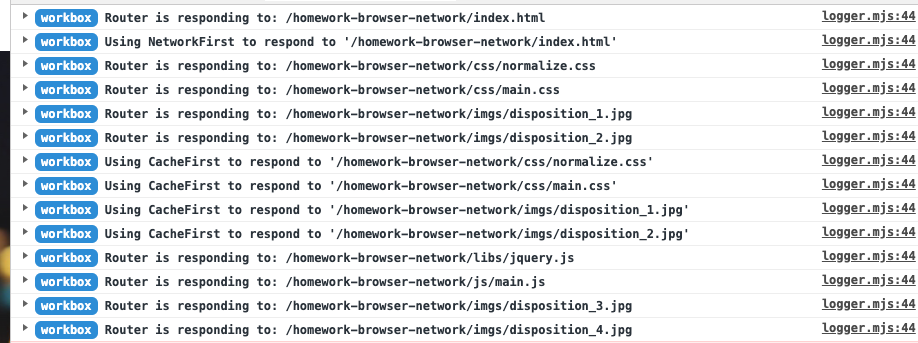 workbox Router is responding to: /homework-browser-network/index.html logger.mjs:44
workbox Using NetworkFirst to respond to '/homework-browser-network/index.html' logger.mjs:44
workbox Router is responding to: /homework-browser-network/css/normalize.css logger.mjs:44
workbox Router is responding to: /homework-browser-network/css/main.css logger.mjs:44
workbox Router is responding to: /homework-browser-network/imgs/disposition_1.jpg logger.mjs:44
workbox Router is responding to: /homework-browser-network/imgs/disposition_2.jpg logger.mjs:44
workbox Using CacheFirst to respond to '/homework-browser-network/css/normalize.css' logger.mjs:44
workbox Using CacheFirst to respond to '/homework-browser-network/css/main.css' logger.mjs:44
workbox Using CacheFirst to respond to '/homework-browser-network/imgs/disposition_1.jpg' logger.mjs:44
workbox Using CacheFirst to respond to '/homework-browser-network/imgs/disposition_2.jpg' logger.mjs:44
workbox Router is responding to: /homework-browser-network/libs/jquery.js logger.mjs:44
workbox Router is responding to: /homework-browser-network/js/main.js logger.mjs:44
workbox Router is responding to: /homework-browser-network/imgs/disposition_3.jpg logger.mjs:44
workbox Router is responding to: /homework-browser-network/imgs/disposition_4.jpg logger.mjs:44